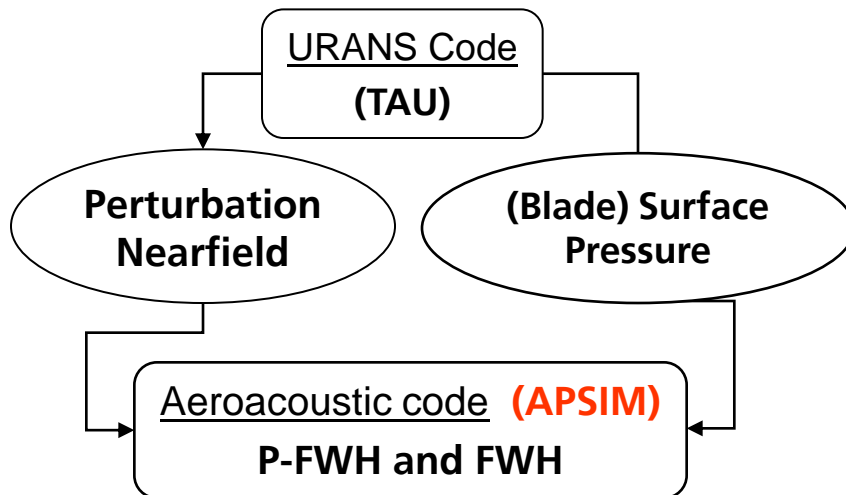 URANS Code
(TAU)
Perturbation
Nearfield
(Blade) Surface
Pressure
Aeroacoustic code (APSIM)
P-FWH and FWH